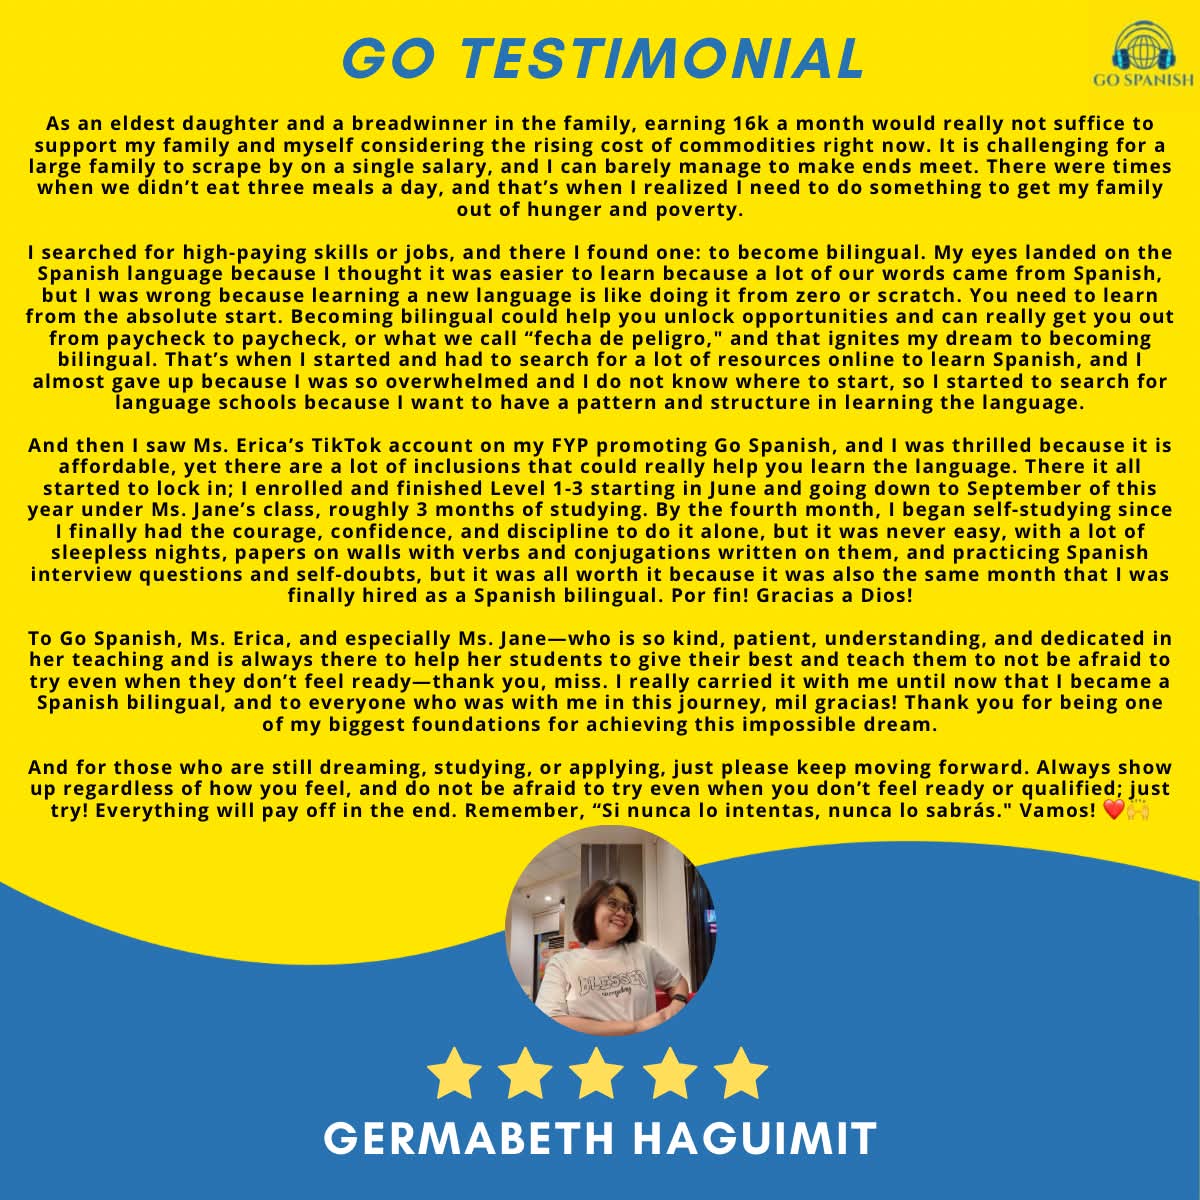 GO TESTIMONIAL
GO SPANISH
As an eldest daughter and a breadwinner in the family, earning 16k a month would really not suffice to
support my family and myself considering the rising cost of commodities right now. It is challenging for a
large family to scrape by on a single salary, and I can barely manage to make ends meet. There were times
when we didn’t eat three meals a day, and that’s when I realized I need to do something to get my family
out of hunger and poverty.
I searched for high-paying skills or jobs, and there I found one: to become bilingual. My eyes landed on the
Spanish language because I thought it was easier to learn because a lot of our words came from Spanish,
but I was wrong because learning a new language is like doing it from zero or scratch. You need to learn
from the absolute start. Becoming bilingual could help you unlock opportunities and can really get you out
from paycheck to paycheck, or what we call “fecha de peligro," and that ignites my dream to becoming
bilingual. That’s when I started and had to search for a lot of resources online to learn Spanish, and I
almost gave up because I was so overwhelmed and I do not know where to start, so I started to search for
language schools because I want to have a pattern and structure in learning the language.
And then I saw Ms. Erica’s TikTok account on my FYP promoting Go Spanish, and I was thrilled because it is
affordable, yet there are a lot of inclusions that could really help you learn the language. There it all
started to lock in; I enrolled and finished Level 1-3 starting in June and going down to September of this
year under Ms. Jane’s class, roughly 3 months of studying. By the fourth month, I began self-studying since
I finally had the courage, confidence, and discipline to do it alone, but it was never easy, with a lot of
sleepless nights, papers on walls with verbs and conjugations written on them, and practicing Spanish
interview questions and self-doubts, but it was all worth it because it was also the same month that I was
finally hired as a Spanish bilingual. Por fin! Gracias a Dios!
To Go Spanish, Ms. Erica, and especially Ms. Jane—who is so kind, patient, understanding, and dedicated in
her teaching and is always there to help her students to give their best and teach them to not be afraid to
try even when they don’t feel ready—thank you, miss. I really carried it with me until now that I became a
Spanish bilingual, and to everyone who was with me in this journey, mil gracias! Thank you for being one
of my biggest foundations for achieving this impossible dream.
And for those who are still dreaming, studying, or applying, just please keep moving forward. Always show
up regardless of how you feel, and do not be afraid to try even when you don’t feel ready or qualified; just
try! Everything will pay off in the end. Remember, “Si nunca lo intentas, nunca lo sabrás." Vamos! ❤️🙌
BLESSED
everyday
GERMABETH HAGUIMIT